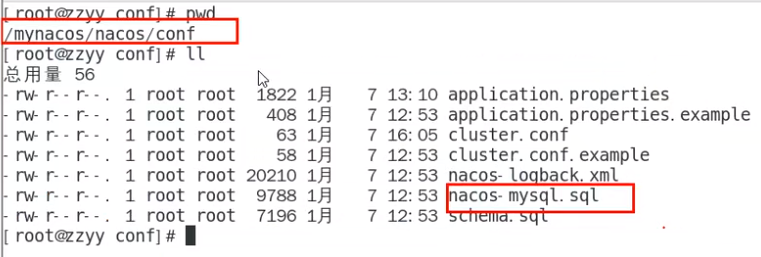 [root@zzyy conf]# pwd
/mynacos/nacos/conf
[root@zzyy conf]# ll
总用量 56
-rw-r--r--. 1 root root 1822 1月 7 13:10 application.properties
-rw-r--r--. 1 root root 408 1月 7 12:53 application.properties.example
-rw-r--r--. 1 root root 63 1月 7 16:05 cluster.conf
-rw-r--r--. 1 root root 58 1月 7 12:53 cluster.conf.example
-rw-r--r--. 1 root root 20210 1月 7 12:53 nacos-logback.xml
-rw-r--r--. 1 root root 9788 1月 7 12:53 nacos-mysql.sql
-rw-r--r--. 1 root root 7196 1月 7 12:53 schema.sql
[root@zzyy conf]#